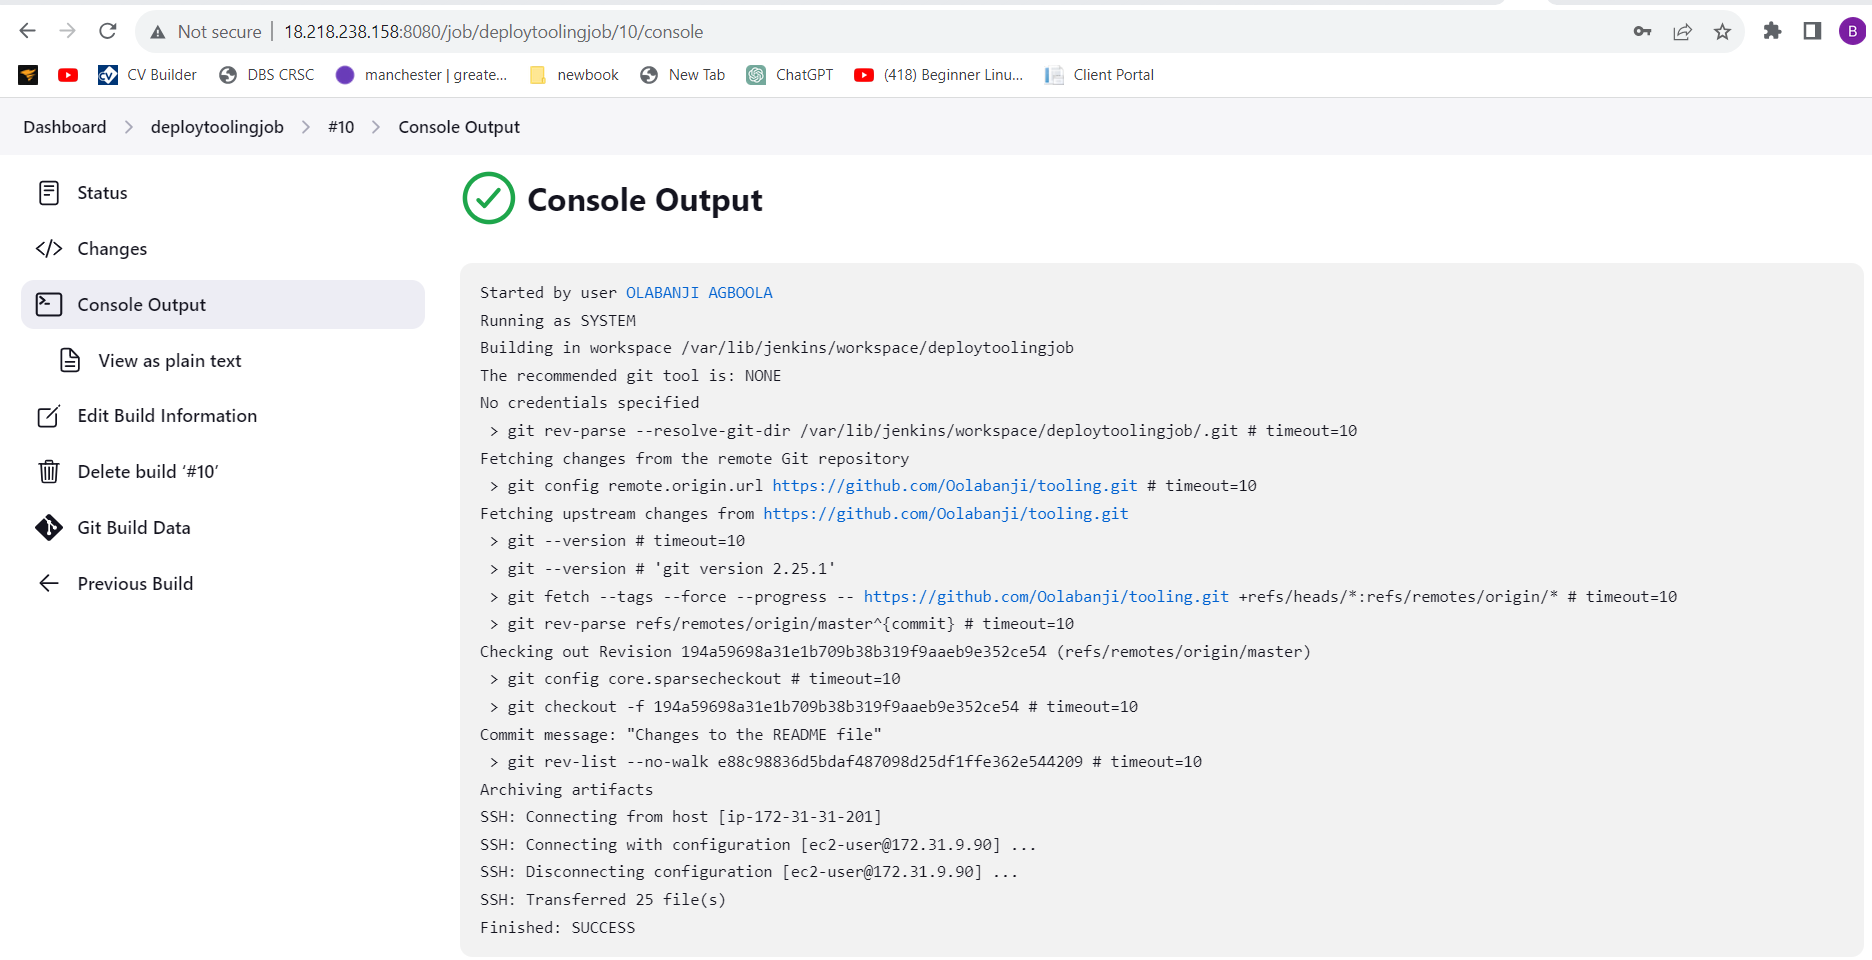 Not secure | 18.218.238.158:8080/job/deploytoolingjob/10/console
B
CV Builder DBS CRSC manchester | greate... newbook New Tab ChatGPT (418) Beginner Linu... Client Portal
Dashboard > deploytoolingjob > #10 > Console Output
Status
Changes
Console Output
View as plain text
Edit Build Information
Delete build ‘#10’
Git Build Data
Previous Build
Console Output
Started by user OLABANJI AGBOOLA
Running as SYSTEM
Building in workspace /var/lib/jenkins/workspace/deploytoolingjob
The recommended git tool is: NONE
No credentials specified
> git rev-parse --resolve-git-dir /var/lib/jenkins/workspace/deploytoolingjob/.git # timeout=10
Fetching changes from the remote Git repository
> git config remote.origin.url https://github.com/Oolabanji/tooling.git # timeout=10
Fetching upstream changes from https://github.com/Oolabanji/tooling.git
> git --version # timeout=10
> git --version # 'git version 2.25.1'
> git fetch --tags --force --progress -- https://github.com/Oolabanji/tooling.git +refs/heads/*:refs/remotes/origin/* # timeout=10
> git rev-parse refs/remotes/origin/master^{commit} # timeout=10
Checking out Revision 194a59698a31e1b709b38b319f9aaeb9e352ce54 (refs/remotes/origin/master)
> git config core.sparsecheckout # timeout=10
> git checkout -f 194a59698a31e1b709b38b319f9aaeb9e352ce54 # timeout=10
Commit message: "Changes to the README file"
> git rev-list --no-walk e88c98836d5bdaf487098d25df1ffe362e544209 # timeout=10
Archiving artifacts
SSH: Connecting from host [ip-172-31-31-201]
SSH: Connecting with configuration [ec2-user@172.31.9.90] ...
SSH: Disconnecting configuration [ec2-user@172.31.9.90] ...
SSH: Transferred 25 file(s)
Finished: SUCCESS